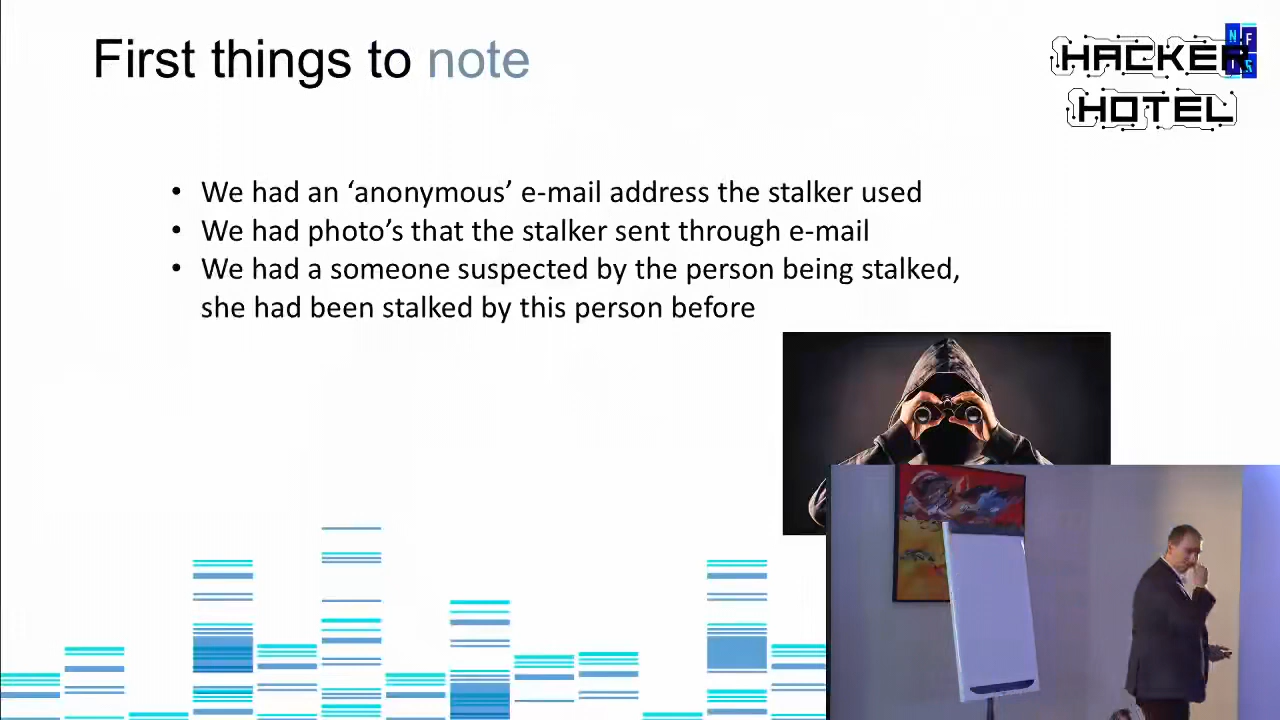 First things to note
HACKER
HOTEL
N F
I S
• We had an ‘anonymous’ e-mail address the stalker used
• We had photo’s that the stalker sent through e-mail
• We had a someone suspected by the person being stalked,
she had been stalked by this person before